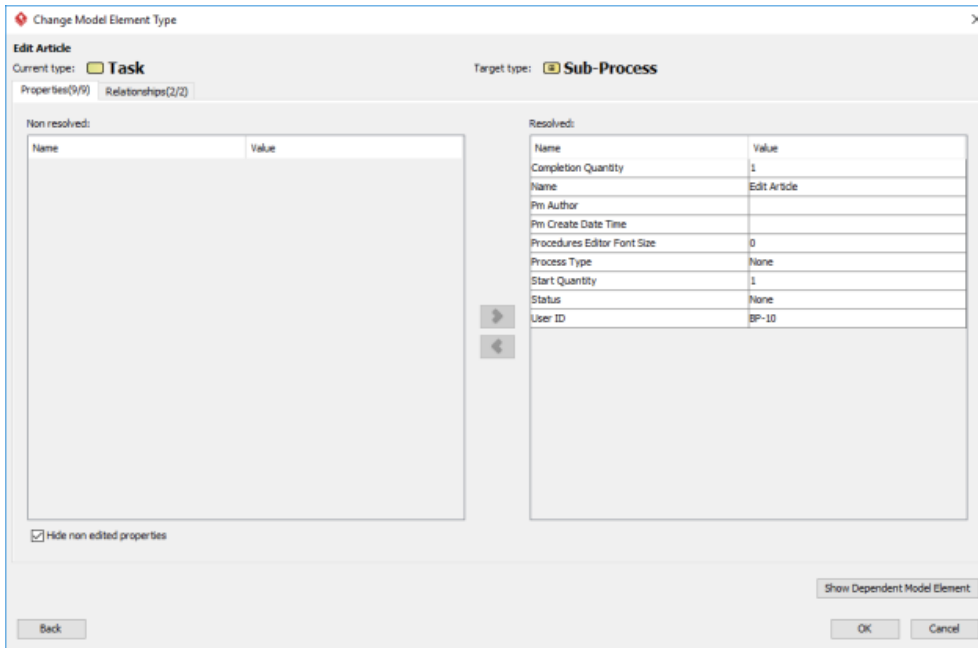 Change Model Element Type
Edit Article
Current type: Task
Target type: Sub-Process
Properties(9/9) Relationships(2/2)
Non resolved:
Name Value
Resolved:
Name Value
Completion Quantity 1
Name Edit Article
Pm Author
Pm Create Date Time
Procedures Editor Font Size 0
Process Type None
Start Quantity 1
Status None
User ID BP-10
Hide non edited properties
Show Dependent Model Element
Back OK Cancel